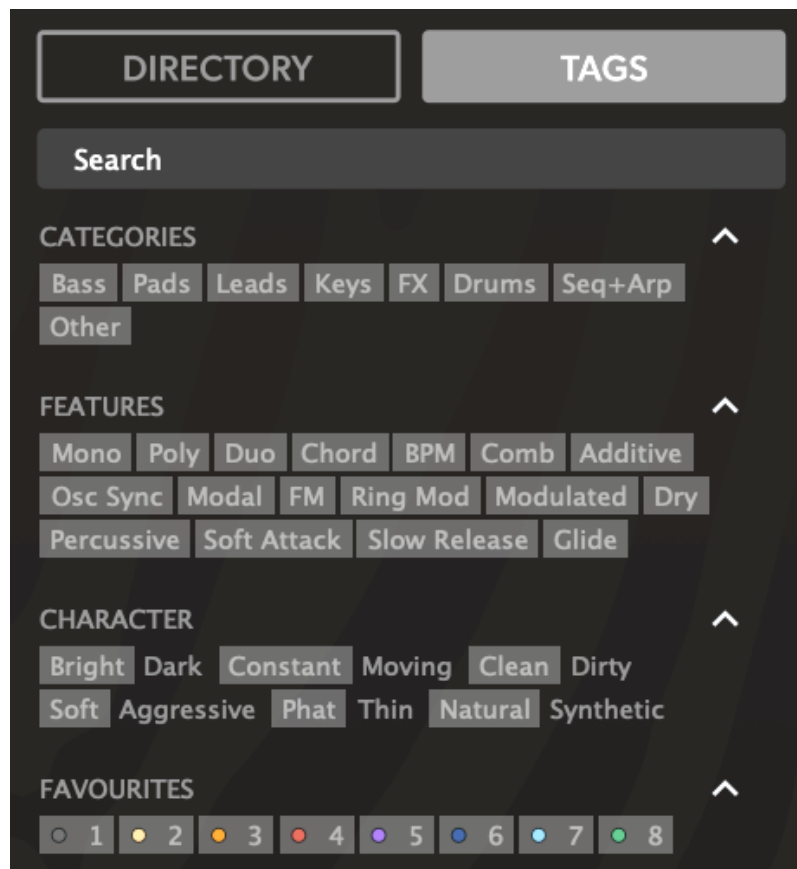 DIRECTORY TAGS
Search
CATEGORIES
Bass Pads Leads Keys FX Drums Seq+Arp
Other
FEATURES
Mono Poly Duo Chord BPM Comb Additive
Osc Sync Modal FM Ring Mod Modulated Dry
Percussive Soft Attack Slow Release Glide
CHARACTER
Bright Dark Constant Moving Clean Dirty
Soft Aggressive Phat Thin Natural Synthetic
FAVOURITES
1 2 3 4 5 6 7 8